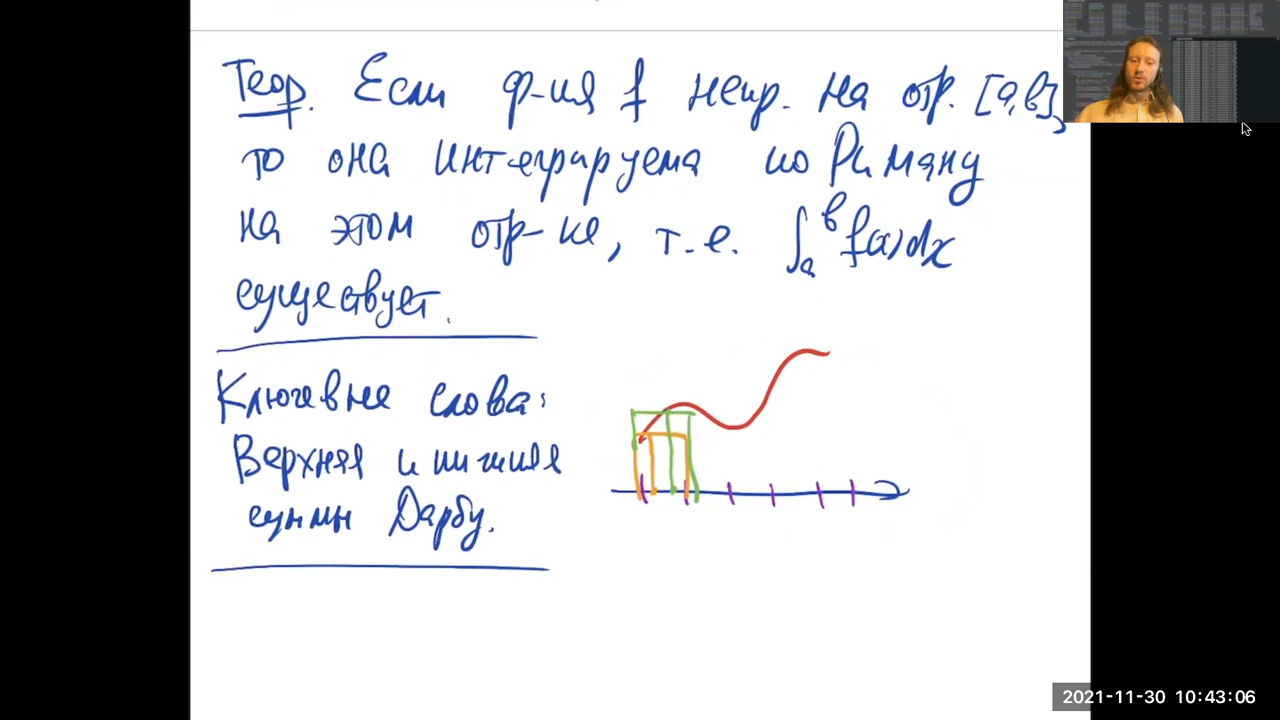 Теор. Если ф-ия f непр. на отр. [a,b],
то она интегрируема по Риману
на этом отр-ке, т.е. ∫ₐᵇ f(x)dx
существует.
Ключевые слова:
Верхняя и нижняя
суммы Дарбу.
2021-11-30 10:43:06